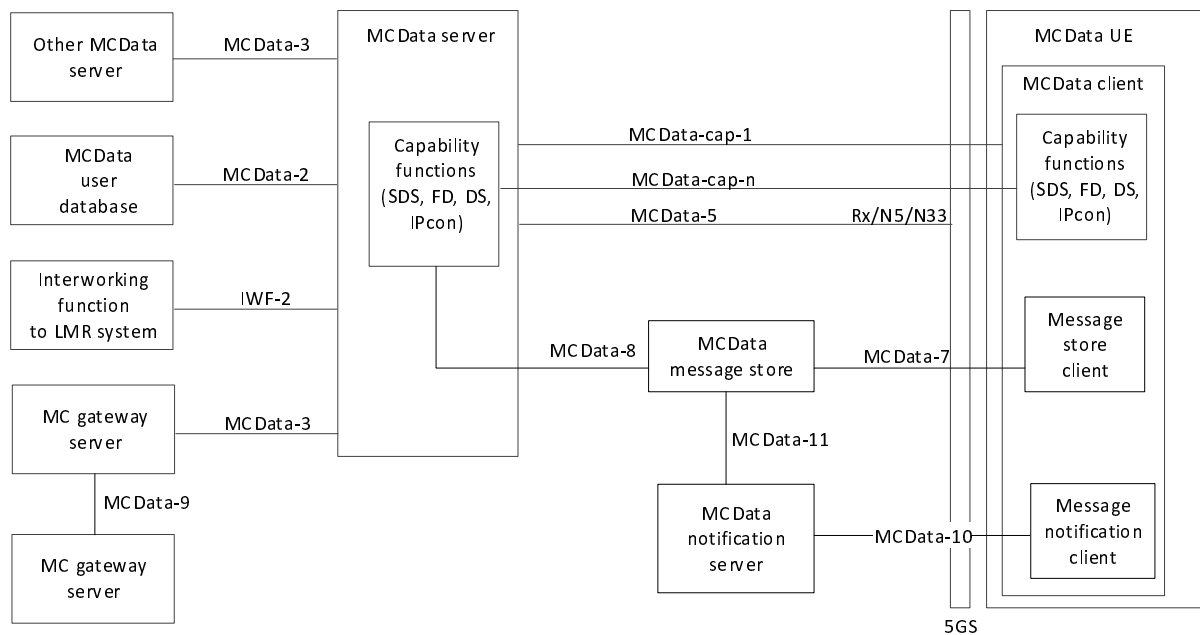 Other MCData
server
MCData-3
MCData server
MCData UE
MCData client
MCData
user
database
MCData-2
Capability
functions
(SDS, FD, DS,
IPcon)
MCData-cap-1
MCData-cap-n
MCData-5
Rx/N5/N33
Capability
functions
(SDS, FD, DS,
IPcon)
Interworking
function
to LMR system
IWF-2
MCData-8
MCData
message store
MCData-7
Message
store
client
MC gateway
server
MCData-3
MCData-11
MCData-9
MC gateway
server
MCData
notification
server
MCData-10
Message
notification
client
5GS